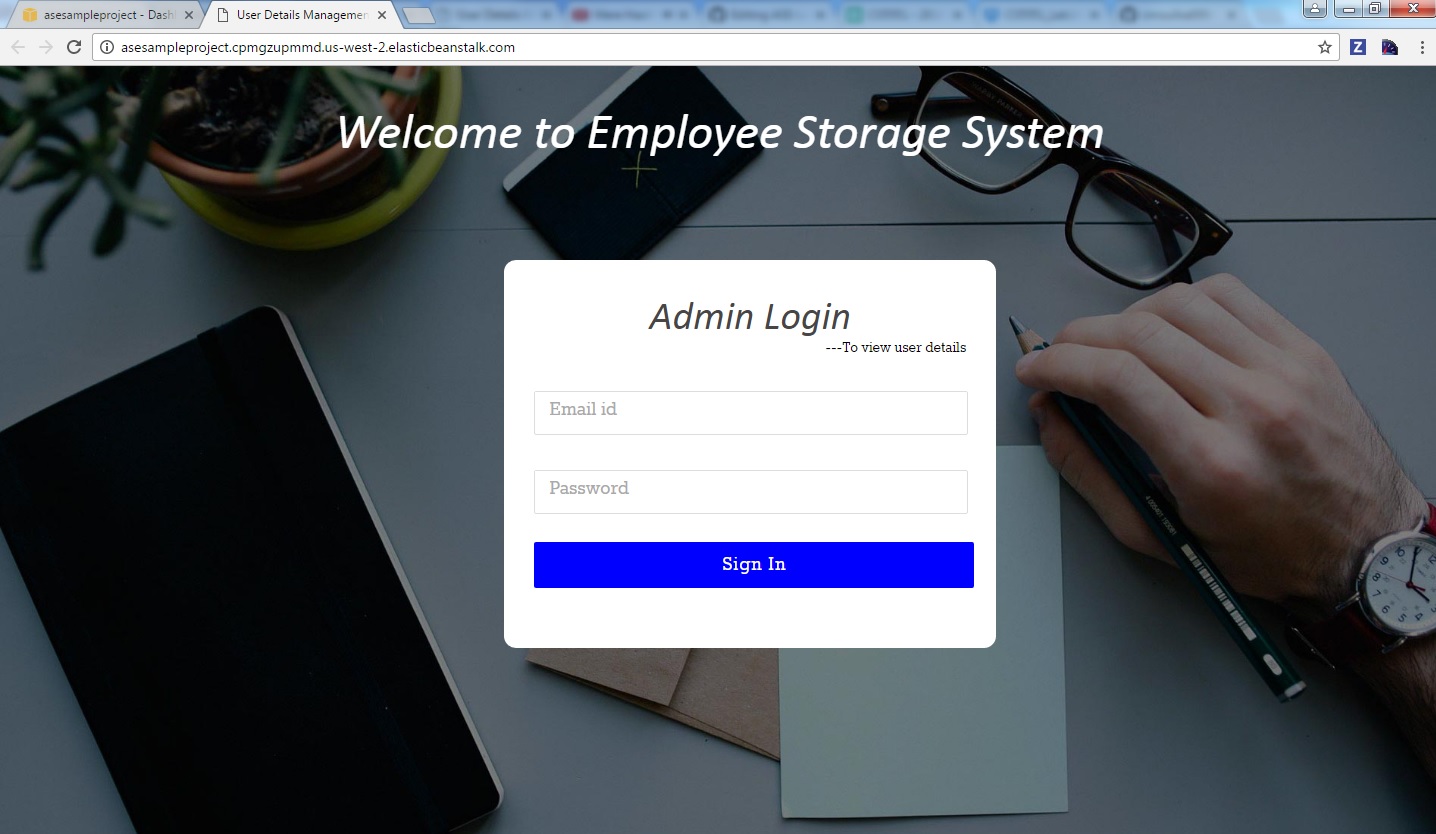 asesampleproject - Dash
User Details Managemen
asesampleproject.cpmgzupmmd.us-west-2.elasticbeanstalk.com
Z
Welcome to Employee Storage System
Admin Login
---To view user details
Email id
Password
Sign In